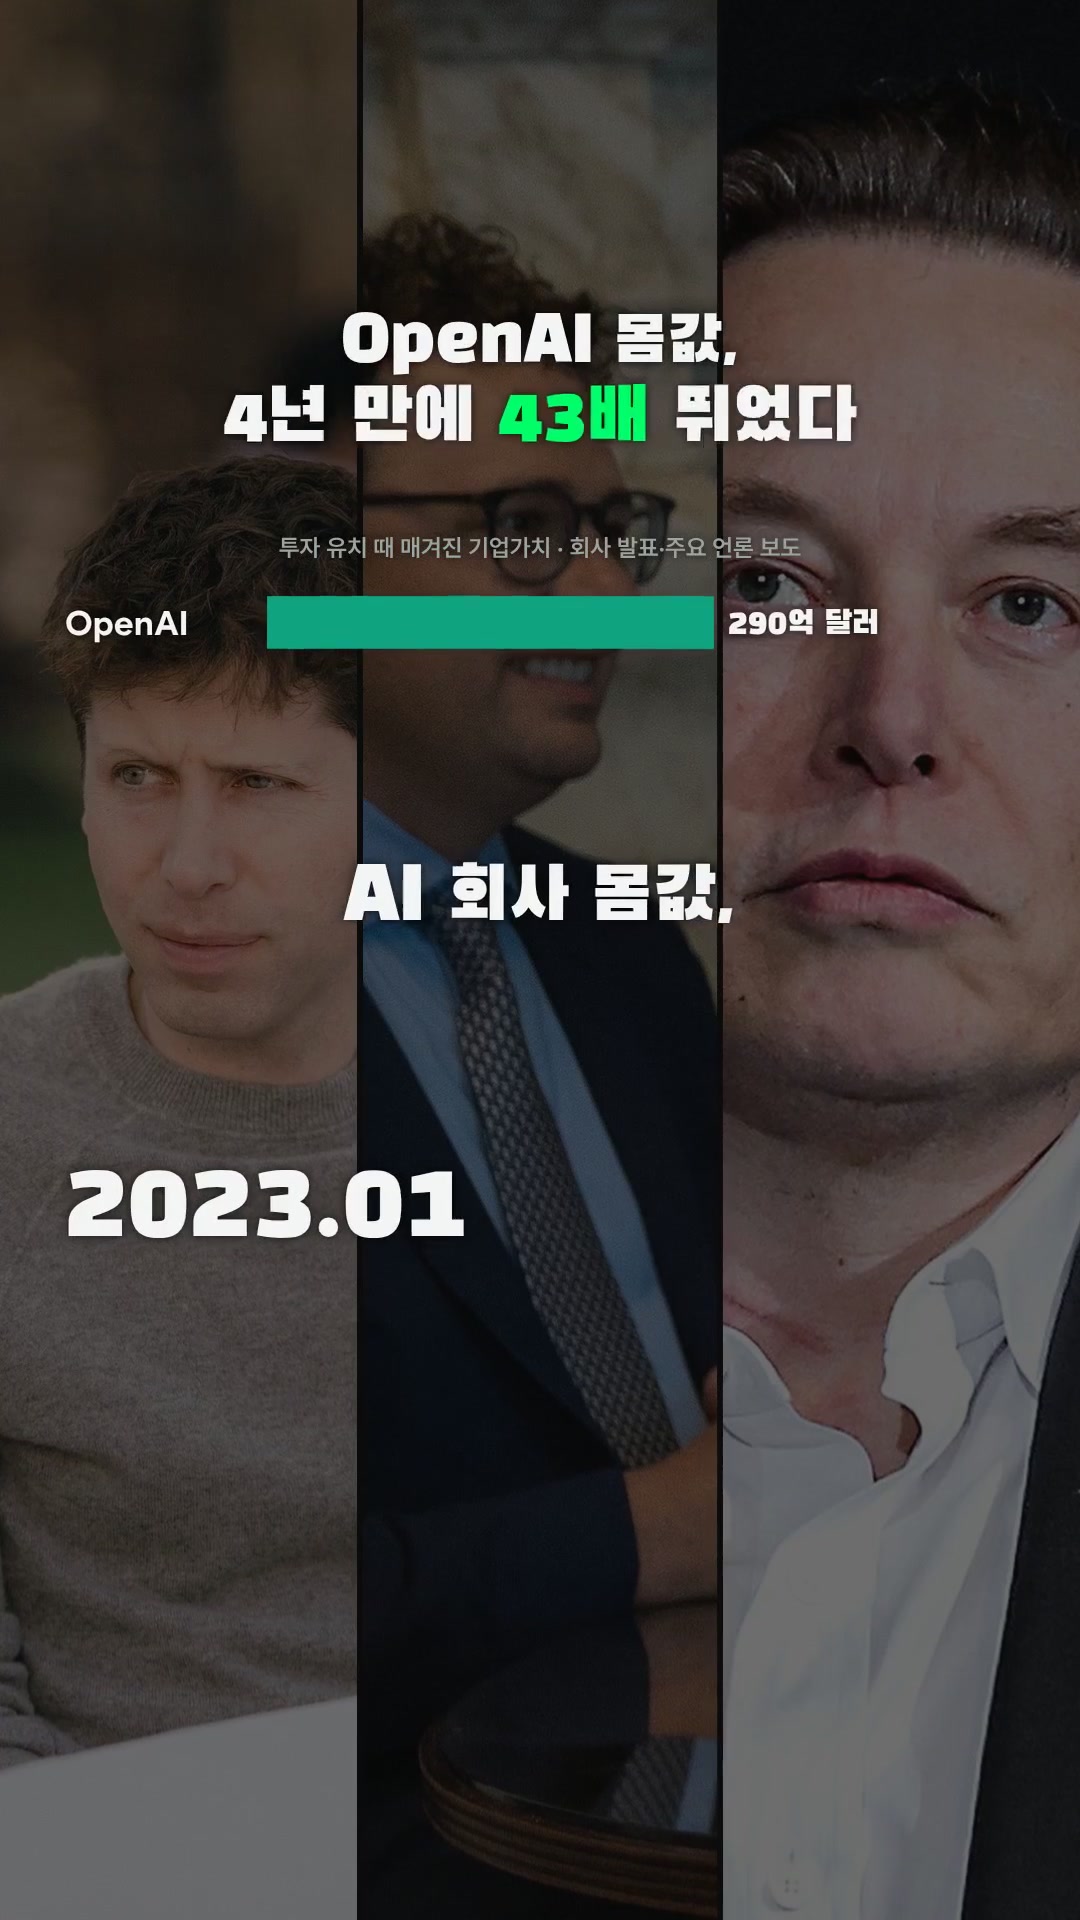 OpenAI 몸값,
4년 만에 43배 뛰었다
투자 유치 때 매겨진 기업가치 · 회사 발표·주요 언론 보도
OpenAI 290억 달러
AI 회사 몸값,
2023.01